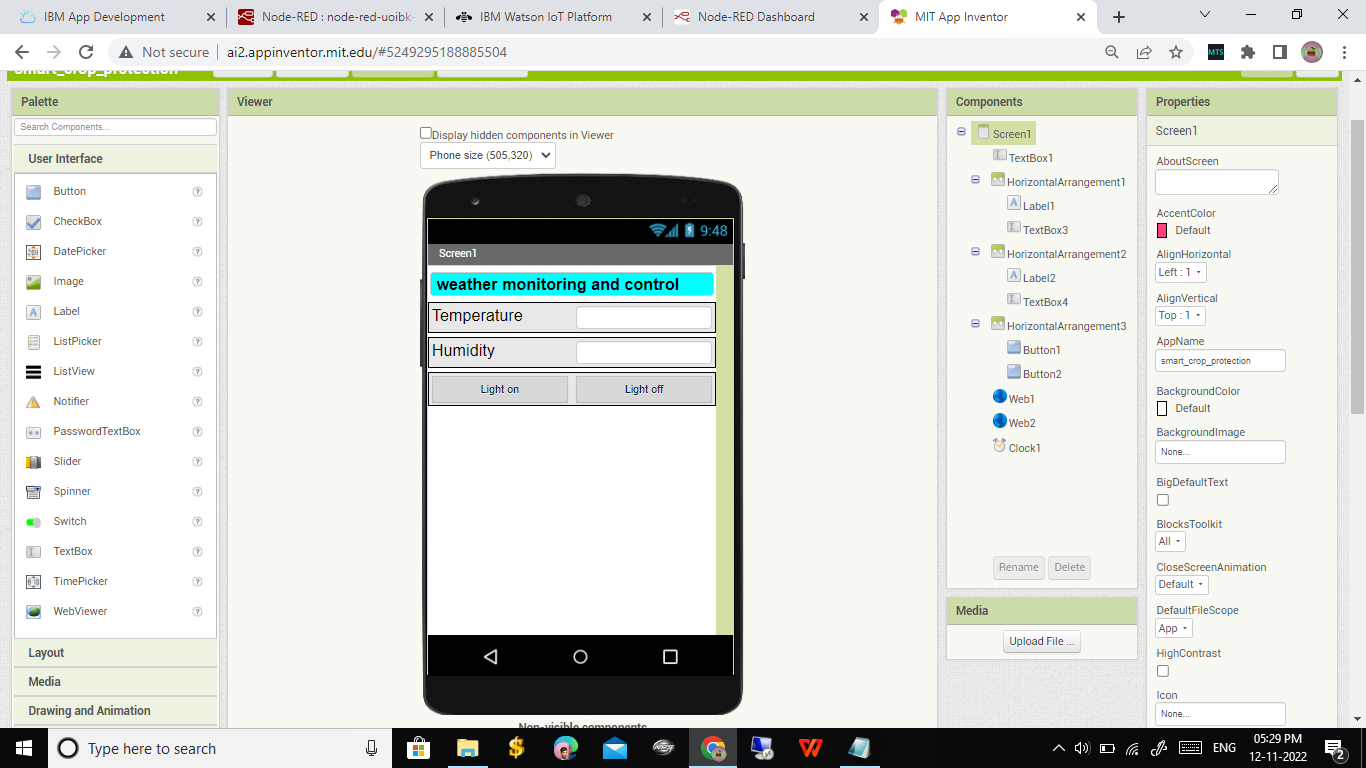 IBM App Development
Node-RED : node-red-uoibk-
IBM Watson IoT Platform
Node-RED Dashboard
MIT App Inventor
Not secure
ai2.appinventor.mit.edu/#5249295188885504
MTS
smart_crop_protection
Palette
Search Components...
User Interface
Button
CheckBox
DatePicker
Image
Label
ListPicker
ListView
Notifier
PasswordTextBox
Slider
Spinner
Switch
TextBox
TimePicker
WebViewer
Layout
Media
Drawing and Animation
Viewer
Display hidden components in Viewer
Phone size (505,320)
9:48
Screen1
weather monitoring and control
Temperature
Humidity
Light on
Light off
Non-visible components
Components
Screen1
TextBox1
HorizontalArrangement1
Label1
TextBox3
HorizontalArrangement2
Label2
TextBox4
HorizontalArrangement3
Button1
Button2
Web1
Web2
Clock1
Rename
Delete
Media
Upload File ...
Properties
Screen1
AboutScreen
AccentColor
Default
AlignHorizontal
Left : 1
AlignVertical
Top : 1
AppName
smart_crop_protection
BackgroundColor
Default
BackgroundImage
None...
BigDefaultText
BlocksToolkit
All
CloseScreenAnimation
Default
DefaultFileScope
App
HighContrast
Icon
None...
Type here to search
ENG
05:29 PM
12-11-2022
2